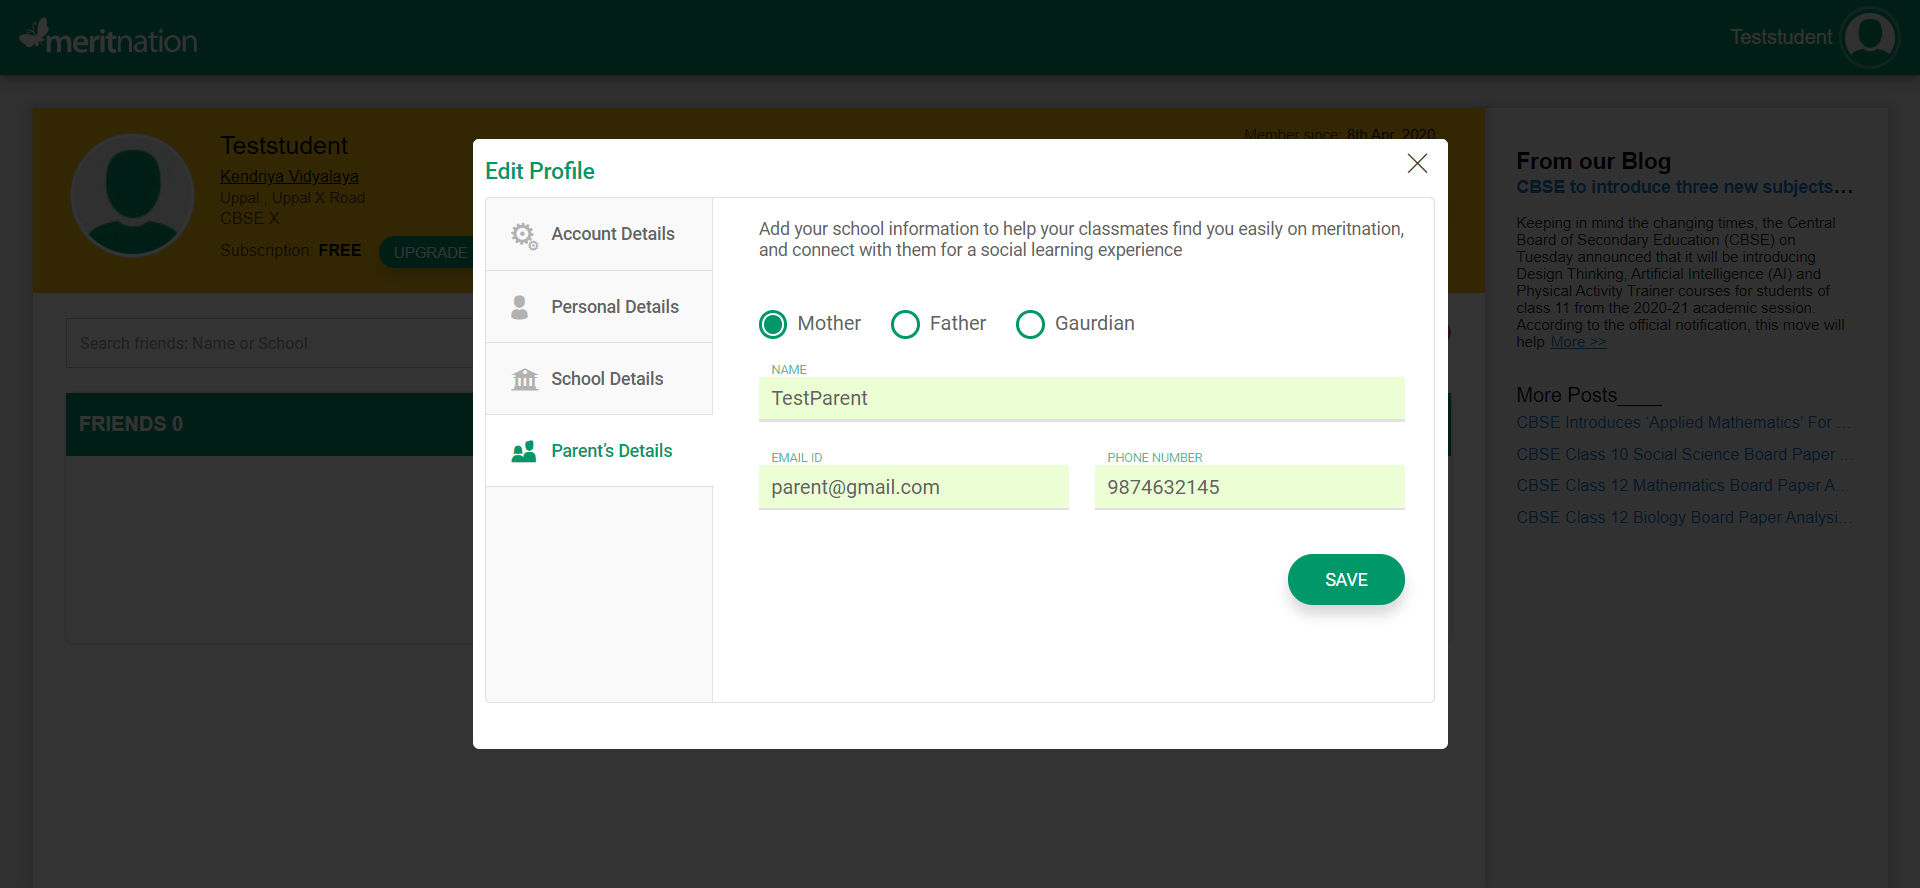 meritnation
Teststudent
Member since: 8th Apr, 2020
Teststudent
Kendriya Vidyalaya
Uppal , Uppal X Road
CBSE X
Subscription: FREE
UPGRADE
Search friends: Name or School
FRIENDS 0
Edit Profile
Account Details
Personal Details
School Details
Parent’s Details
Add your school information to help your classmates find you easily on meritnation,
and connect with them for a social learning experience
Mother Father Gaurdian
NAME
TestParent
EMAIL ID PHONE NUMBER
parent@gmail.com 9874632145
SAVE
From our Blog
CBSE to introduce three new subjects...
Keeping in mind the changing times, the Central
Board of Secondary Education (CBSE) on
Tuesday announced that it will be introducing
Design Thinking, Artificial Intelligence (AI) and
Physical Activity Trainer courses for students of
class 11 from the 2020-21 academic session.
According to the official notification, this move will
help More >>
More Posts____
CBSE Introduces ‘Applied Mathematics’ For ...
CBSE Class 10 Social Science Board Paper ...
CBSE Class 12 Mathematics Board Paper A...
CBSE Class 12 Biology Board Paper Analysi...